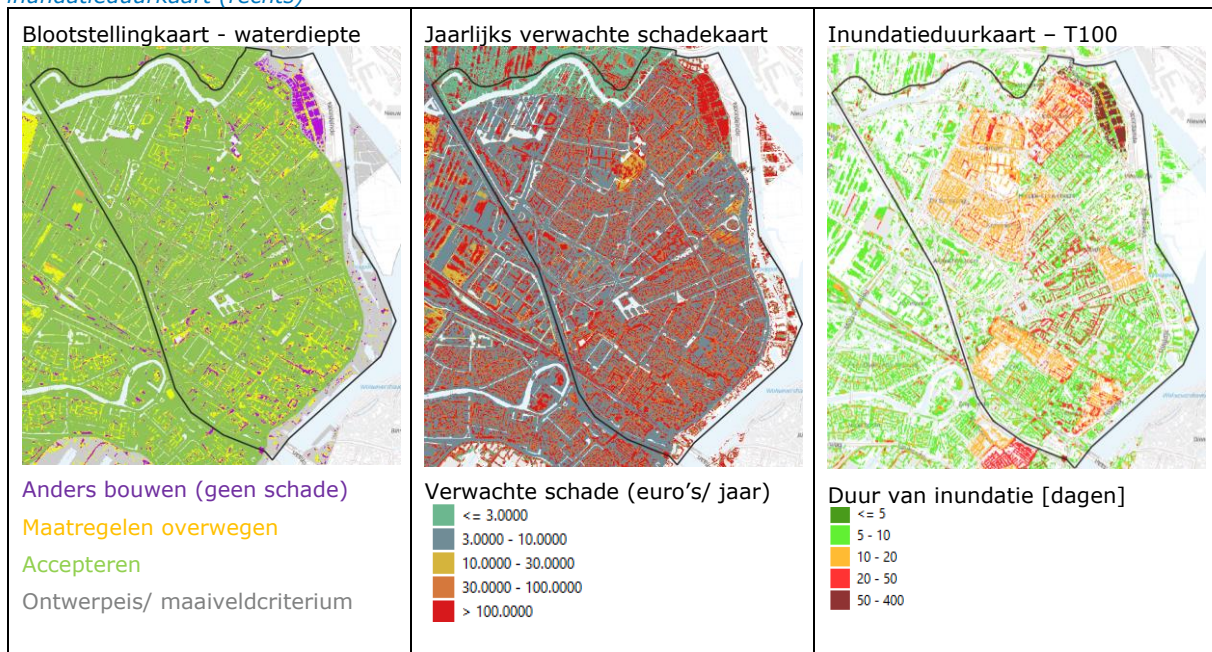 inundatieduurkaart (rechts)
Blootstellingkaart - waterdiepte
Anders bouwen (geen schade)
Maatregelen overwegen
Accepteren
Ontwerpeis/ maaiveldcriterium
Jaarlijks verwachte schadekaart
Verwachte schade (euro's/ jaar)
<= 3.0000
3.0000 - 10.0000
10.0000 - 30.0000
30.0000 - 100.0000
> 100.0000
Inundatieduurkaart – T100
Duur van inundatie [dagen]
<= 5
5 - 10
10 - 20
20 - 50
50 - 400